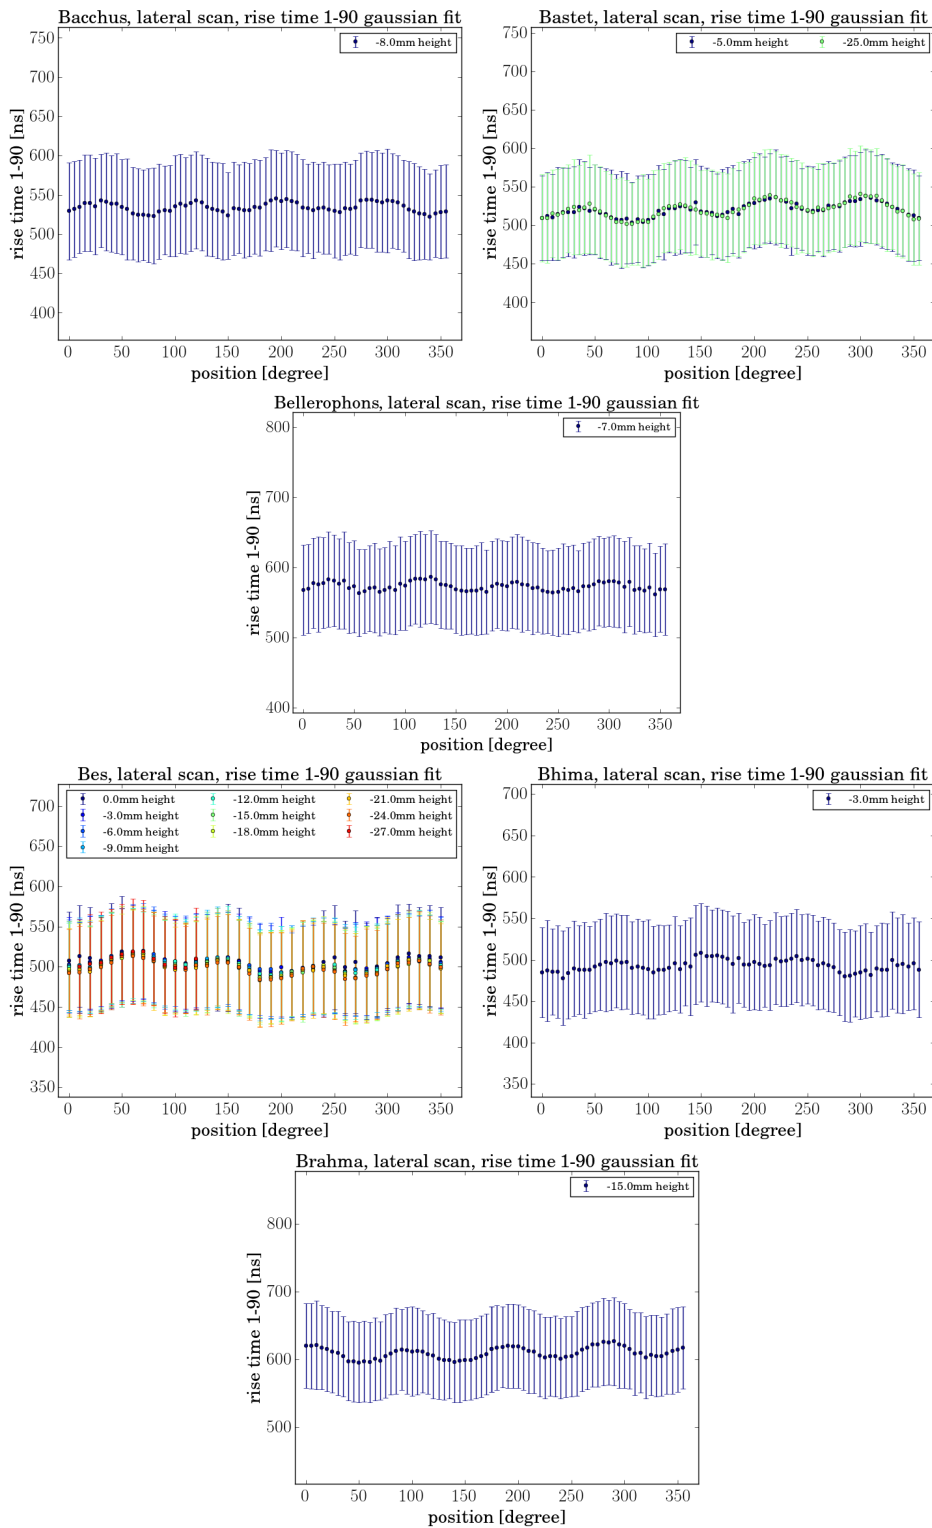 Bacchus, lateral scan, rise time 1-90 gaussian fit
-8.0mm height
rise time 1-90 [ns]
750
700
650
600
550
500
450
400
0 50 100 150 200 250 300 350
position [degree]
Bastet, lateral scan, rise time 1-90 gaussian fit
-5.0mm height -25.0mm height
rise time 1-90 [ns]
750
700
650
600
550
500
450
400
0 50 100 150 200 250 300 350
position [degree]
Bellerophons, lateral scan, rise time 1-90 gaussian fit
-7.0mm height
rise time 1-90 [ns]
800
700
600
500
400
0 50 100 150 200 250 300 350
position [degree]
Bes, lateral scan, rise time 1-90 gaussian fit
0.0mm height -12.0mm height -21.0mm height
-3.0mm height -15.0mm height -24.0mm height
-6.0mm height -18.0mm height -27.0mm height
-9.0mm height
rise time 1-90 [ns]
700
650
600
550
500
450
400
350
0 50 100 150 200 250 300 350
position [degree]
Bhima, lateral scan, rise time 1-90 gaussian fit
-3.0mm height
rise time 1-90 [ns]
700
650
600
550
500
450
400
350
0 50 100 150 200 250 300 350
position [degree]
Brahma, lateral scan, rise time 1-90 gaussian fit
-15.0mm height
rise time 1-90 [ns]
800
700
600
500
0 50 100 150 200 250 300 350
position [degree]